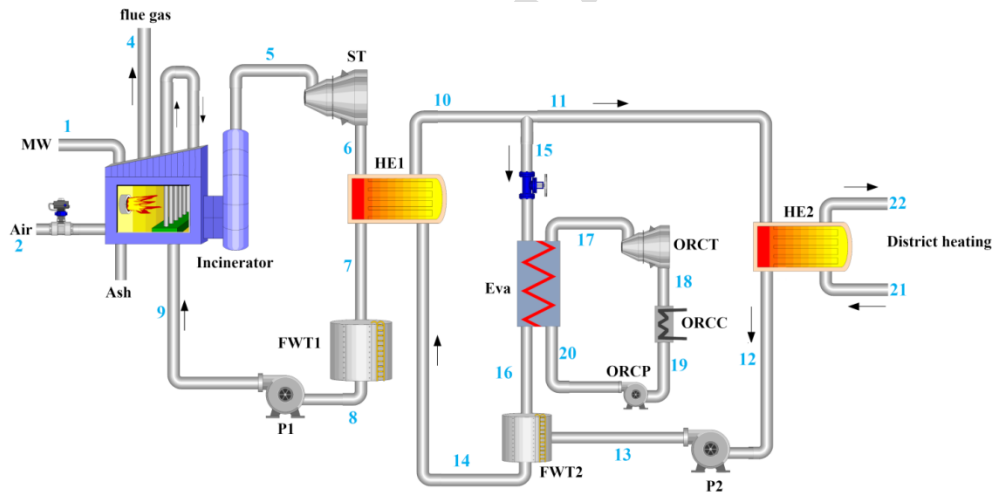 flue gas
4
5
ST
1
MW
10
11
6
HE1
15
22
HE2
17
Air
2
Incinerator
ORCT
District heating
7
Eva
18
21
Ash
9
ORCC
FWT1
20
19
12
16
ORCP
8
P1
14
13
FWT2
P2